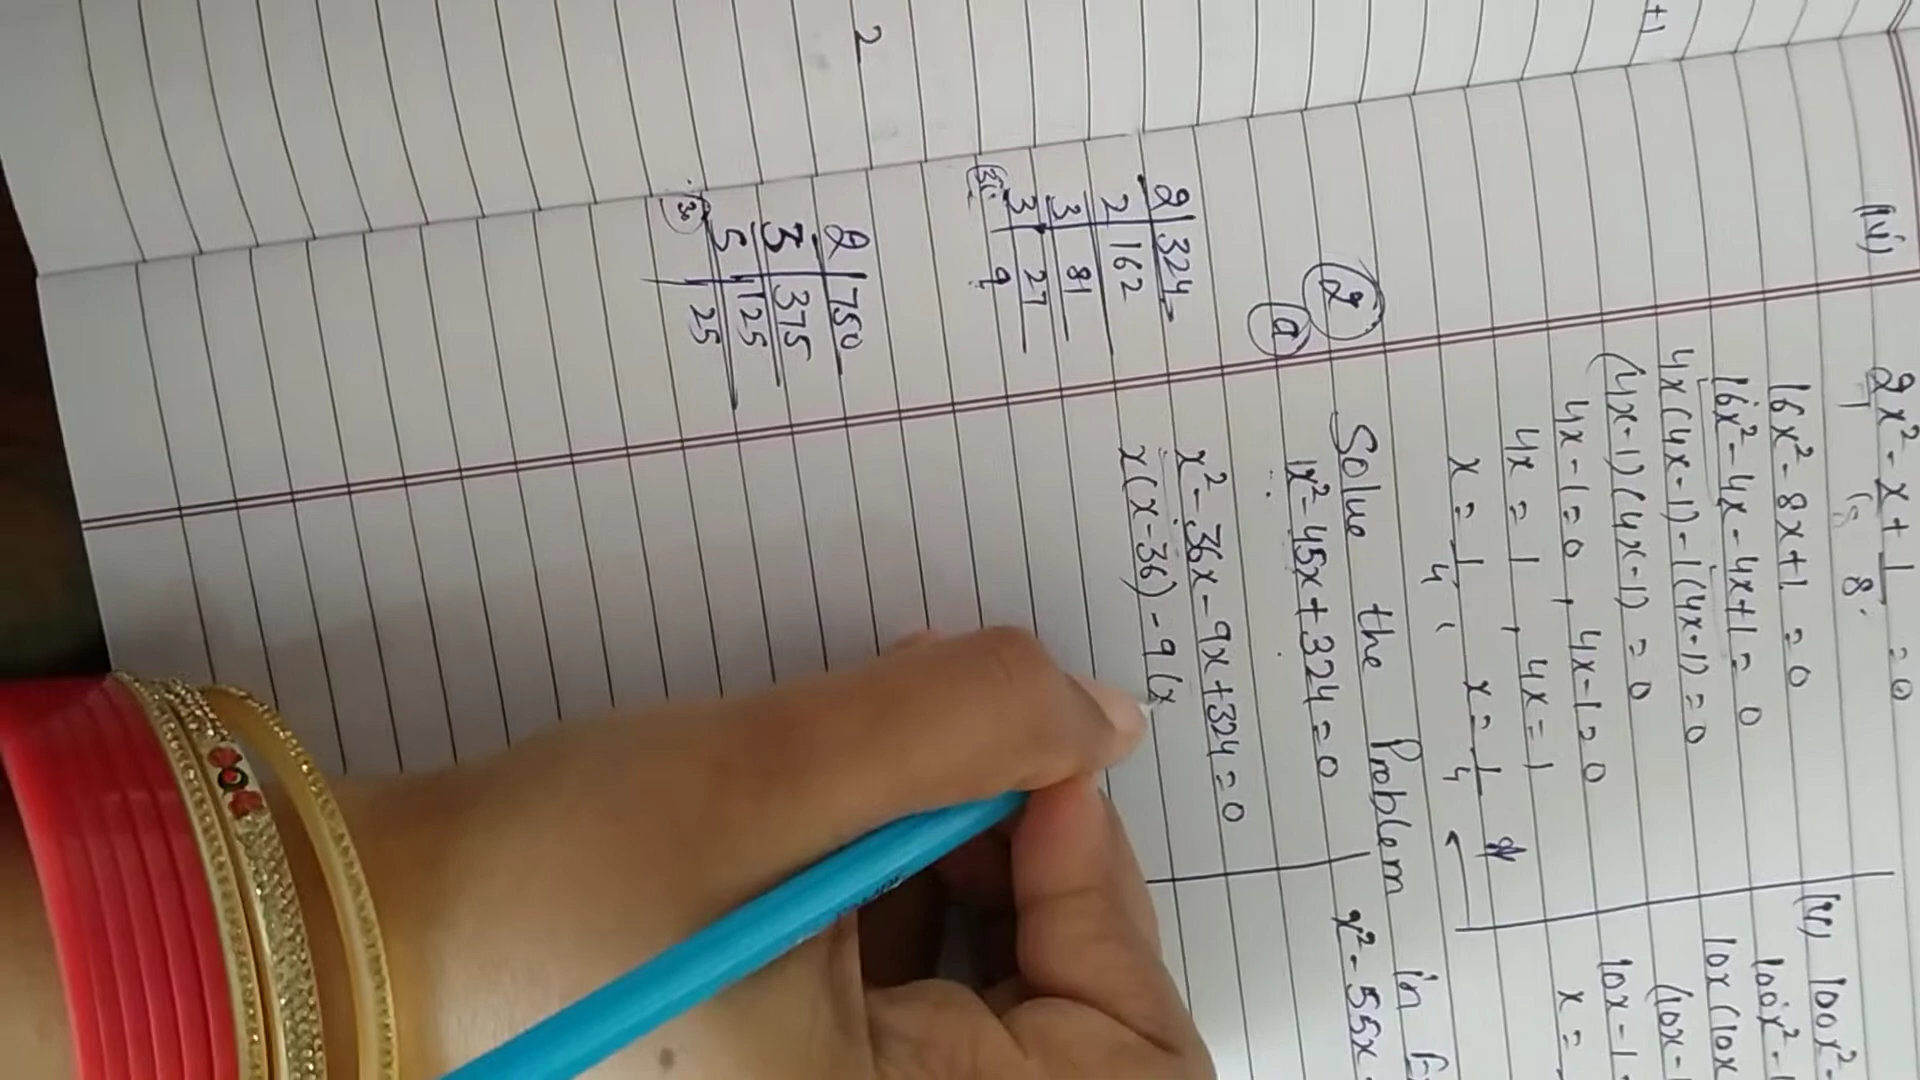 +1
2
(iv) 2x² - x + 1/8 = 0
16x² - 8x + 1 = 0
16x² - 4x - 4x + 1 = 0
4x(4x-1) - 1(4x-1) = 0
(4x-1)(4x-1) = 0
4x - 1 = 0, 4x - 1 = 0
4x = 1, 4x = 1
x = 1/4, x = 1/4
(v) 100x² -
100x² - 1
10x(10x
(10x-1
10x - 1
x =
2 Solve the Problem in E
a 1x² - 45x + 324 = 0
x² - 36x - 9x + 324 = 0
x(x-36) - 9(x
x² - 55x
2 | 324
2 | 162
3 | 81
3 | 27
9
2 | 750
3 | 375
5 | 125
25